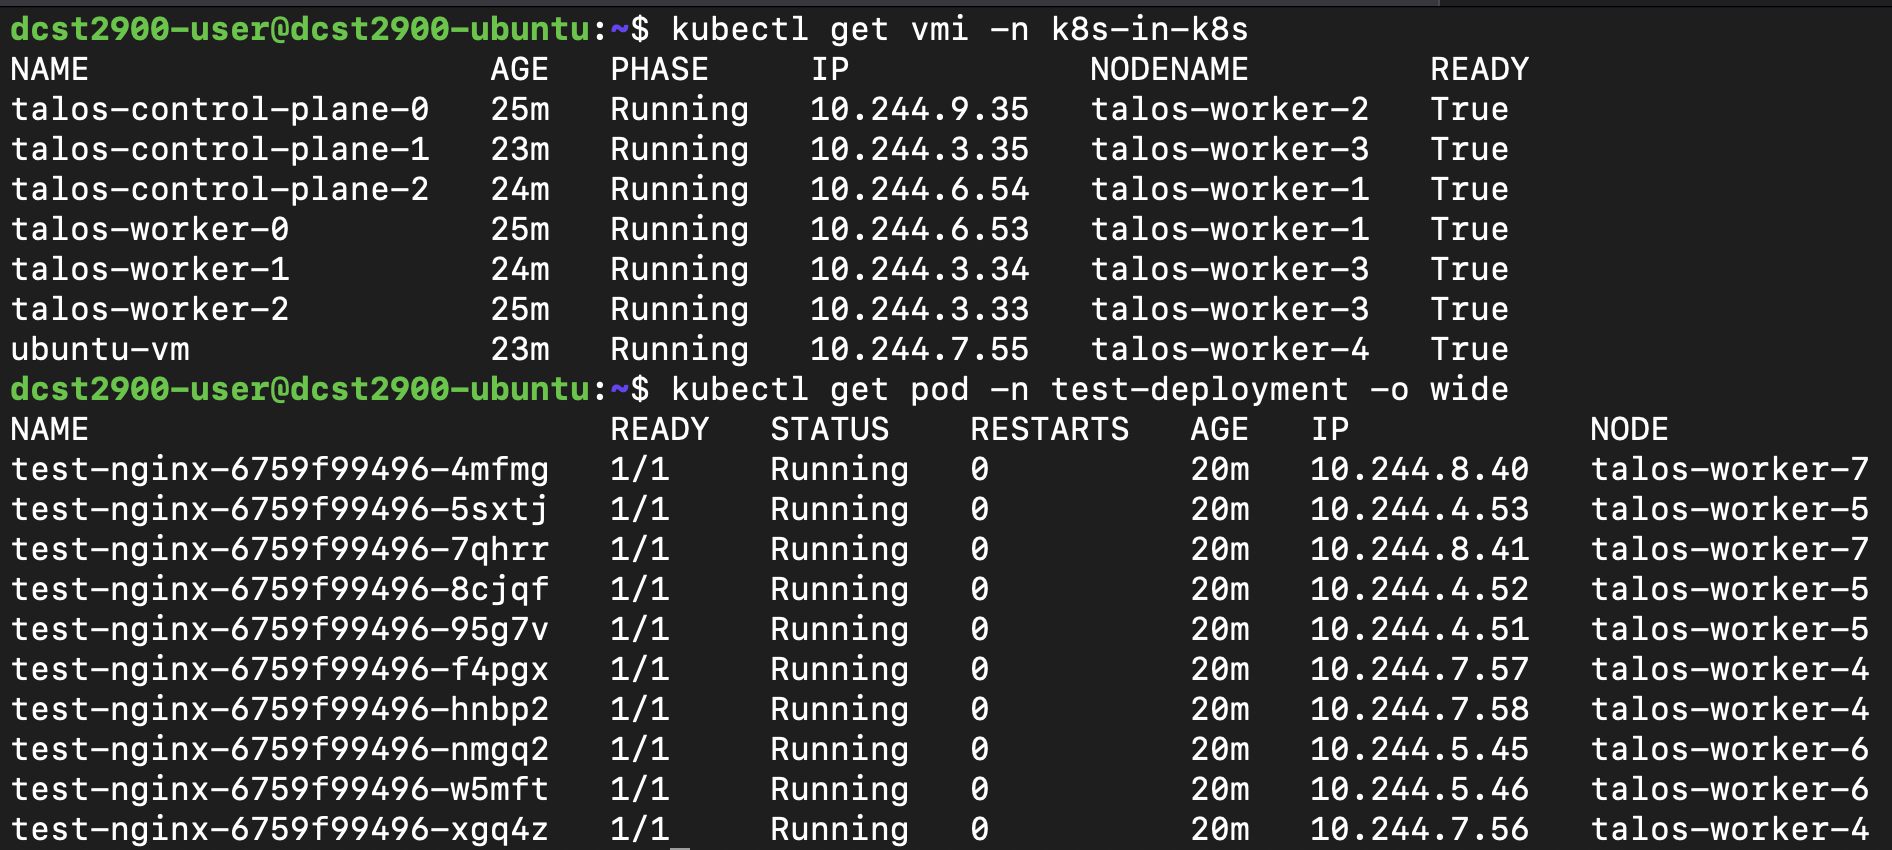 dcst2900-user@dcst2900-ubuntu:~$ kubectl get vmi -n k8s-in-k8s
NAME                    AGE   PHASE     IP            NODENAME         READY
talos-control-plane-0   25m   Running   10.244.9.35   talos-worker-2   True
talos-control-plane-1   23m   Running   10.244.3.35   talos-worker-3   True
talos-control-plane-2   24m   Running   10.244.6.54   talos-worker-1   True
talos-worker-0          25m   Running   10.244.6.53   talos-worker-1   True
talos-worker-1          24m   Running   10.244.3.34   talos-worker-3   True
talos-worker-2          25m   Running   10.244.3.33   talos-worker-3   True
ubuntu-vm               23m   Running   10.244.7.55   talos-worker-4   True
dcst2900-user@dcst2900-ubuntu:~$ kubectl get pod -n test-deployment -o wide
NAME                          READY   STATUS    RESTARTS   AGE   IP            NODE
test-nginx-6759f99496-4mfmg   1/1     Running   0          20m   10.244.8.40   talos-worker-7
test-nginx-6759f99496-5sxtj   1/1     Running   0          20m   10.244.4.53   talos-worker-5
test-nginx-6759f99496-7qhrr   1/1     Running   0          20m   10.244.8.41   talos-worker-7
test-nginx-6759f99496-8cjqf   1/1     Running   0          20m   10.244.4.52   talos-worker-5
test-nginx-6759f99496-95g7v   1/1     Running   0          20m   10.244.4.51   talos-worker-5
test-nginx-6759f99496-f4pgx   1/1     Running   0          20m   10.244.7.57   talos-worker-4
test-nginx-6759f99496-hnbp2   1/1     Running   0          20m   10.244.7.58   talos-worker-4
test-nginx-6759f99496-nmgq2   1/1     Running   0          20m   10.244.5.45   talos-worker-6
test-nginx-6759f99496-w5mft   1/1     Running   0          20m   10.244.5.46   talos-worker-6
test-nginx-6759f99496-xgq4z   1/1     Running   0          20m   10.244.7.56   talos-worker-4